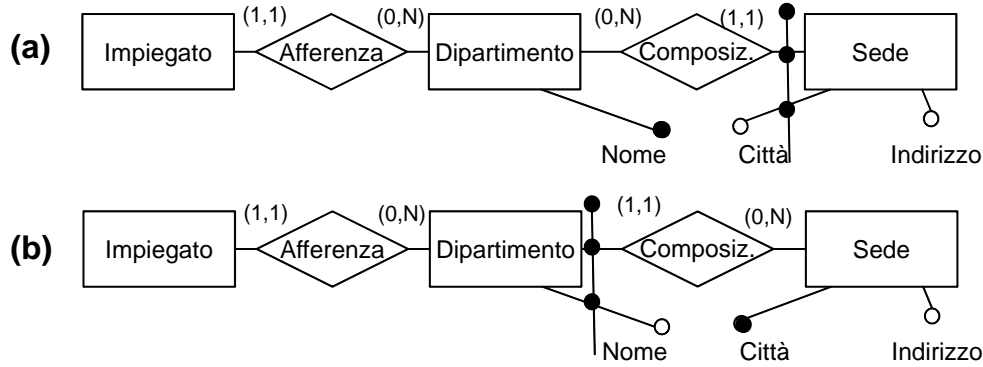 (1,1) (0,N) (0,N) (1,1)
(a) Impiegato Afferenza Dipartimento Composiz. Sede
Nome Città Indirizzo
(1,1) (0,N) (1,1) (0,N)
(b) Impiegato Afferenza Dipartimento Composiz. Sede
Nome Città Indirizzo